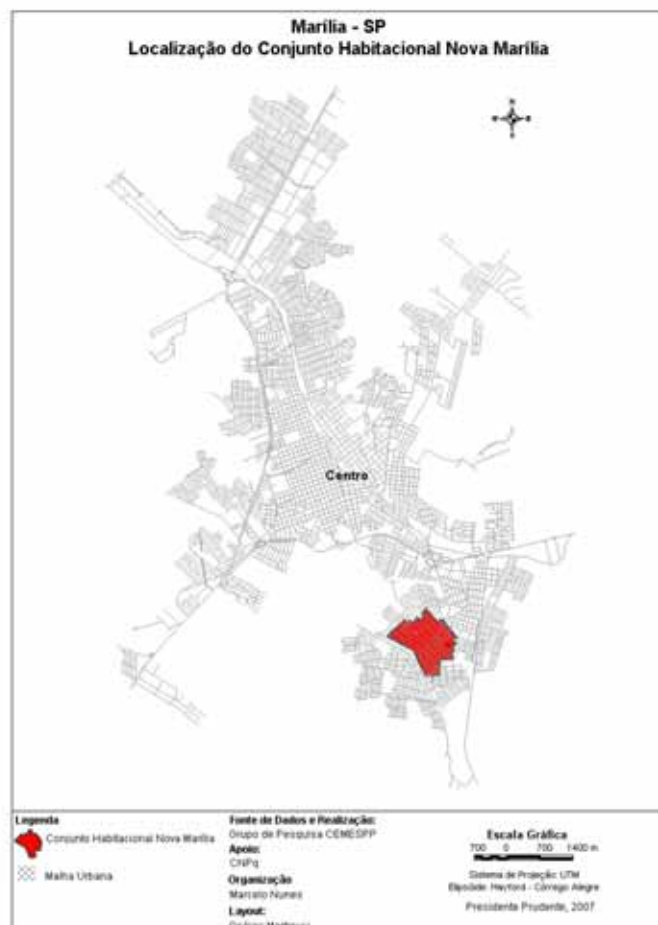 Marília - SP
Localização do Conjunto Habitacional Nova Marília
Centro
Legenda
Conjunto Habitacional Nova Marília
Malha Urbana
Fonte de Dados e Realização:
Grupo de Pesquisa CEMESPP
Apoio:
CNPq
Organização
Marcelo Nunes
Layout:
Escala Gráfica
700 0 700 1400 m
Sistema de Projeção: UTM
Elipsóide: Hayford - Córrego Alegre
Presidente Prudente, 2007